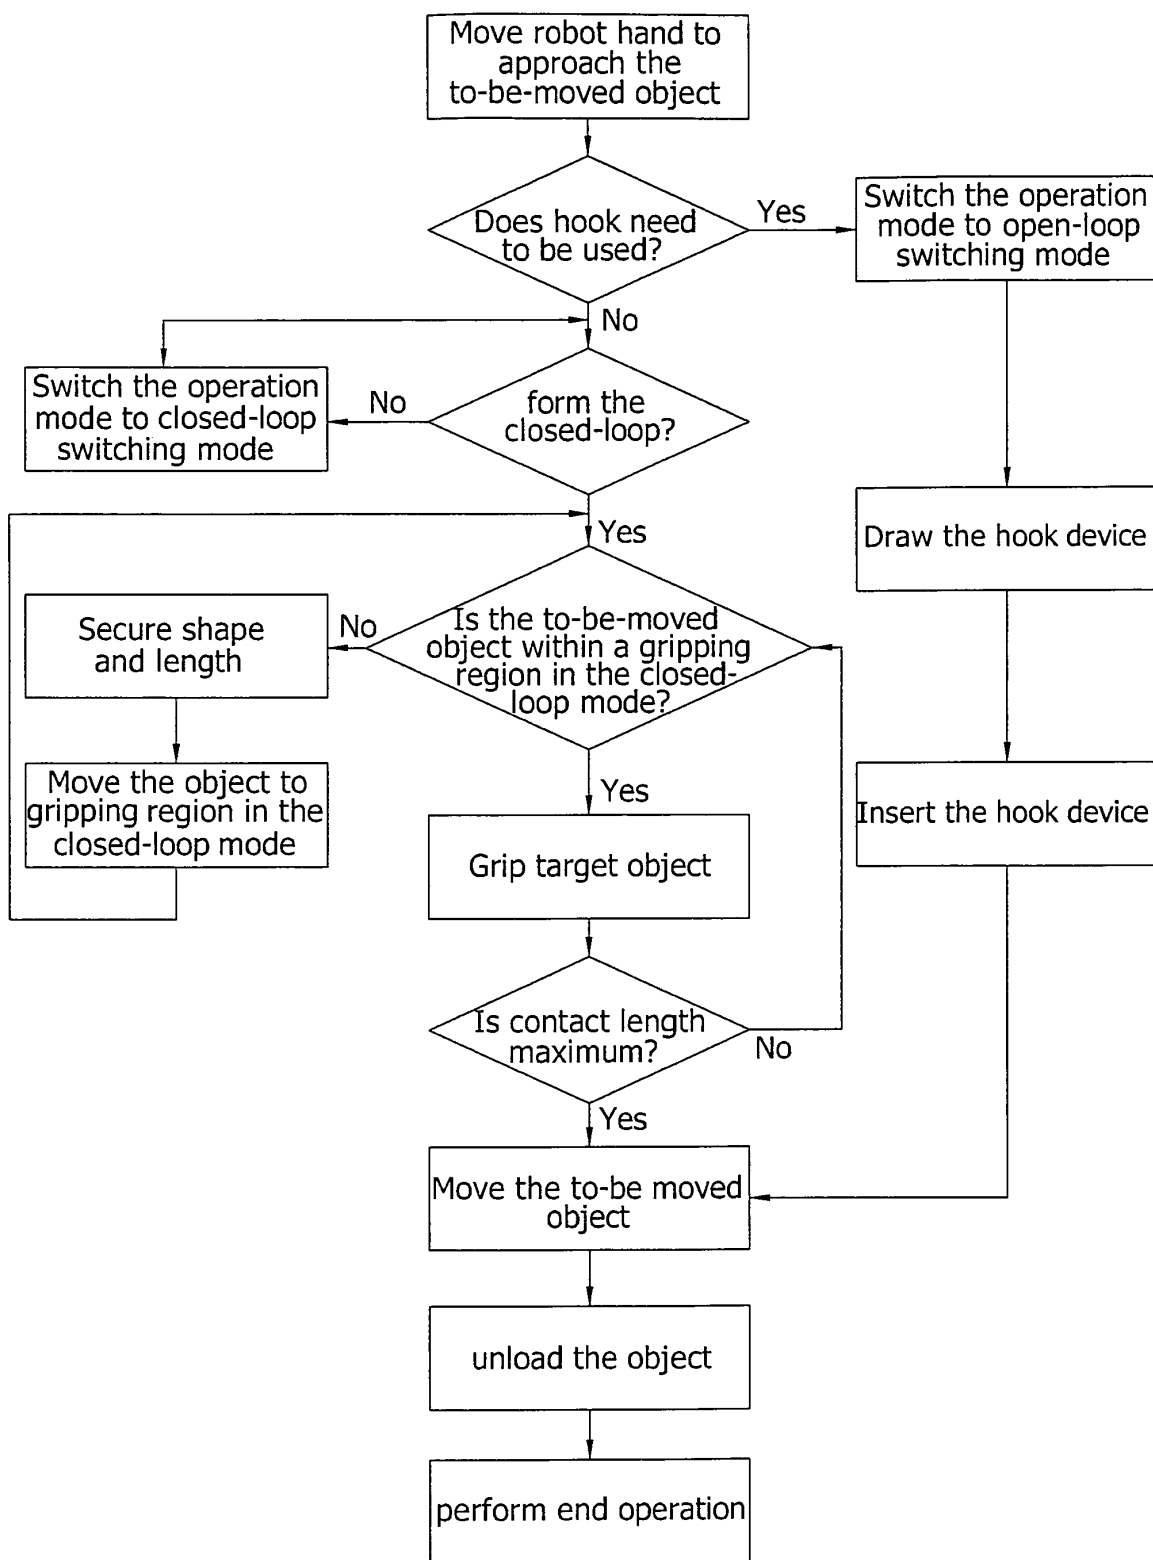 Move robot hand to
approach the
to-be-moved object
Does hook need
to be used?
Yes
Switch the operation
mode to open-loop
switching mode
No
Switch the operation
mode to closed-loop
switching mode
No
form the
closed-loop?
Yes
Draw the hook device
Secure shape
and length
No
Is the to-be-moved
object within a gripping
region in the closed-
loop mode?
Move the object to
gripping region in the
closed-loop mode
Yes
Insert the hook device
Grip target object
Is contact length
maximum?
No
Yes
Move the to-be moved
object
unload the object
perform end operation